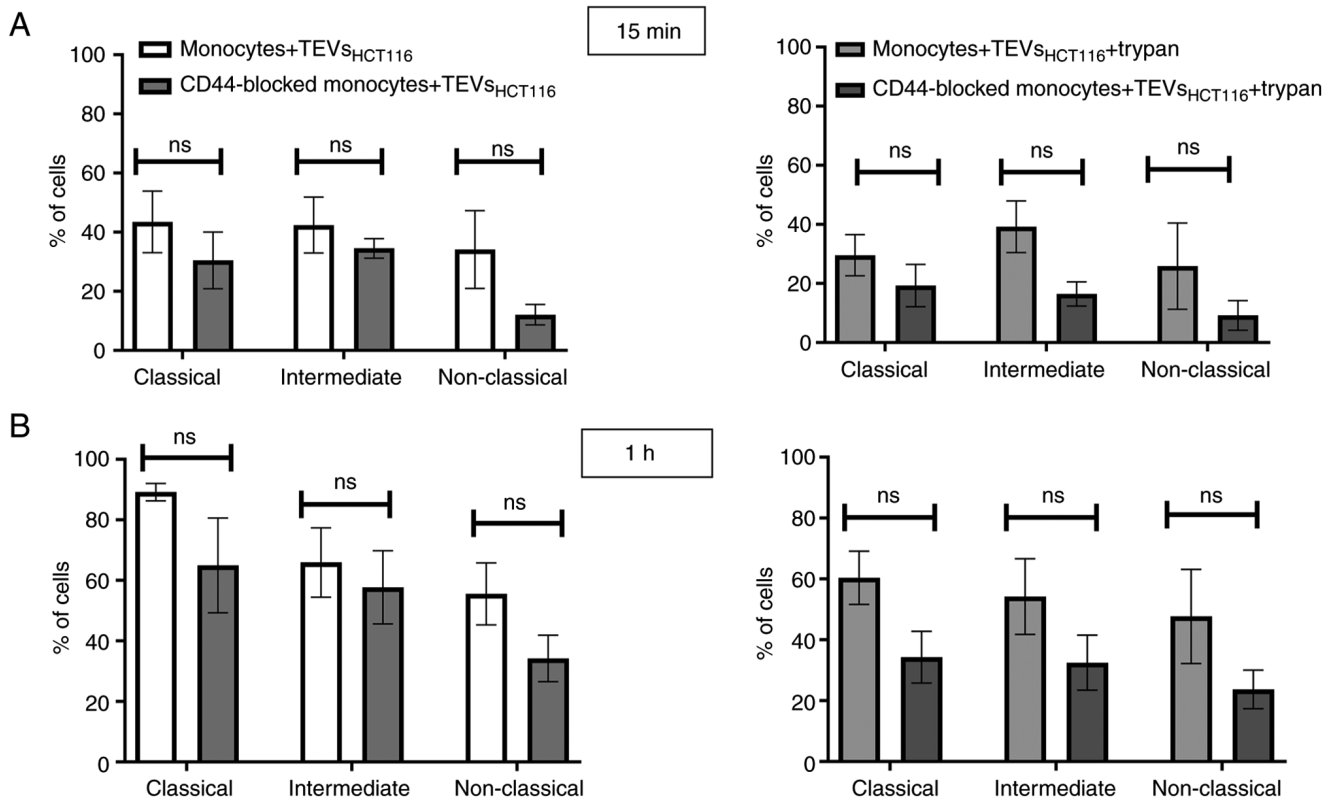 A
15 min
Monocytes+TEVsHCT116
CD44-blocked monocytes+TEVsHCT116
% of cells
100
80
60
40
20
0
ns
ns
ns
Classical
Intermediate
Non-classical
Monocytes+TEVsHCT116+trypan
CD44-blocked monocytes+TEVsHCT116+trypan
% of cells
100
80
60
40
20
0
ns
ns
ns
Classical
Intermediate
Non-classical
B
1 h
% of cells
100
80
60
40
20
0
ns
ns
ns
Classical
Intermediate
Non-classical
% of cells
100
80
60
40
20
0
ns
ns
ns
Classical
Intermediate
Non-classical